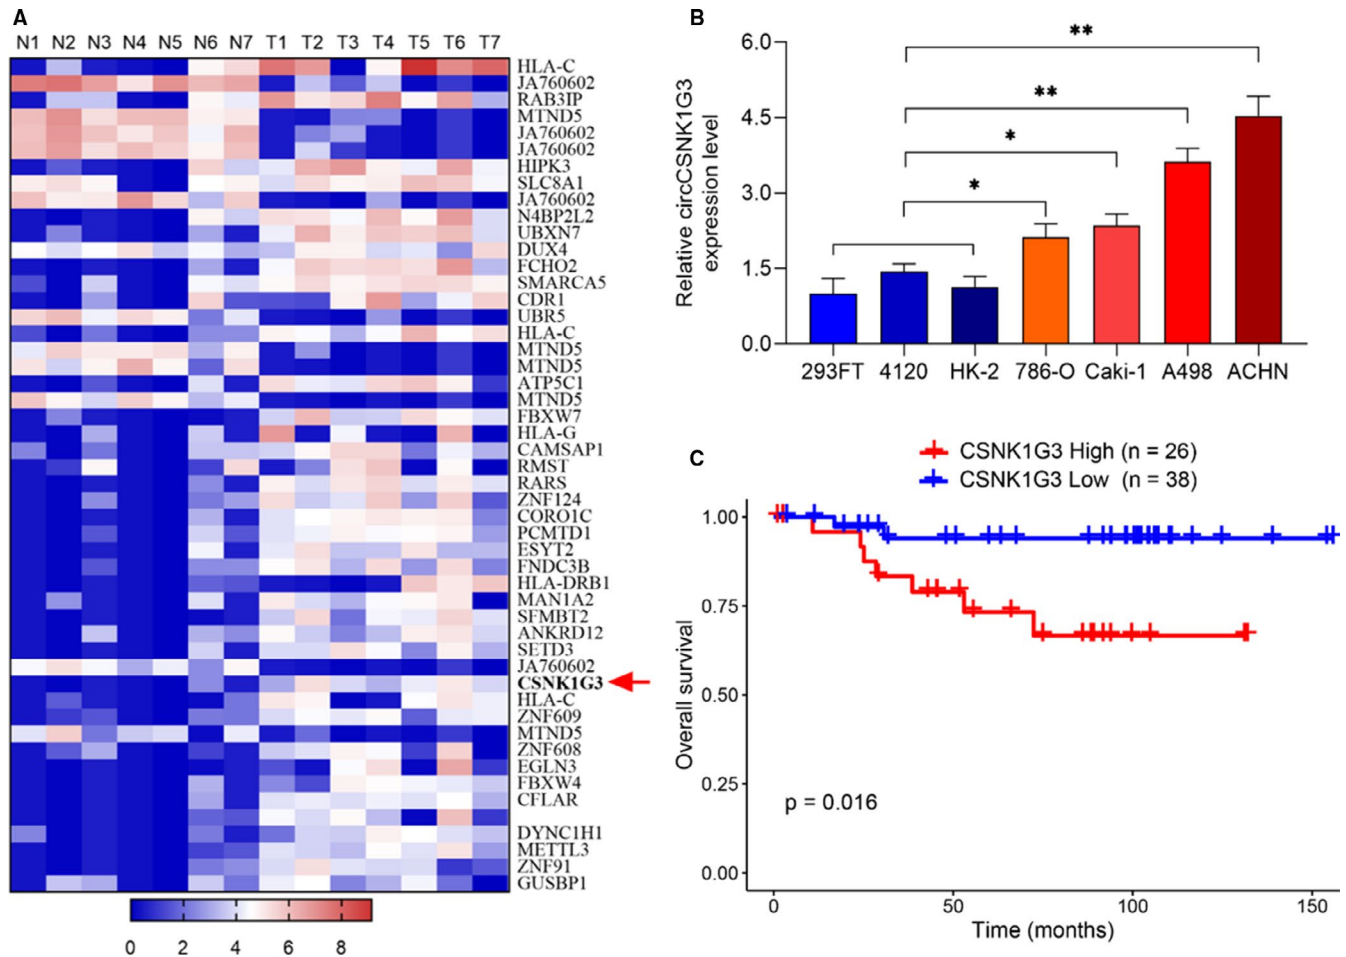 A
N1 N2 N3 N4 N5 N6 N7 T1 T2 T3 T4 T5 T6 T7
HLA-C
JA760602
RAB3IP
MTND5
JA760602
JA760602
HIPK3
SLC8A1
JA760602
N4BP2L2
UBXN7
DUX4
FCHO2
SMARCA5
CDR1
UBR5
HLA-C
MTND5
MTND5
ATP5C1
MTND5
FBXW7
HLA-G
CAMSAP1
RMST
RARS
ZNF124
CORO1C
PCMTD1
ESYT2
FNDC3B
HLA-DRB1
MAN1A2
SFMBT2
ANKRD12
SETD3
JA760602
CSNK1G3
HLA-C
ZNF609
MTND5
ZNF608
EGLN3
FBXW4
CFLAR
DYNC1H1
METTL3
ZNF91
GUSBP1
0 2 4 6 8
B
Relative circCSNK1G3
expression level
6.0
4.5
3.0
1.5
0.0
**
**
*
*
293FT 4120 HK-2 786-O Caki-1 A498 ACHN
C
CSNK1G3 High (n = 26)
CSNK1G3 Low (n = 38)
Overall survival
1.00
0.75
0.50
0.25
0.00
p = 0.016
0 50 100 150
Time (months)